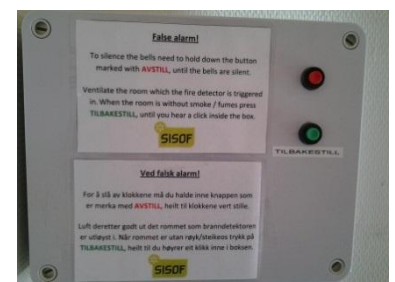 False alarm!
To silence the bells need to hold down the button
marked with AVSTILL, until the bells are silent.
Ventilate the room which the fire detector is triggered
in. When the room is without smoke / fumes press
TILBAKESTILL, until you hear a click inside the box.
SISOF
TILBAKESTILL
Ved falsk alarm!
For å slå av klokkene må du halde inne knappen som
er merka med AVSTILL, heilt til klokkene vert stille.
Luft deretter godt ut det rommet som branndetektoren
er utløyst i. Når rommet er utan røyk/steikeos trykk på
TILBAKESTILL, heilt til du høyrer eit klikk inne i boksen.
SISOF